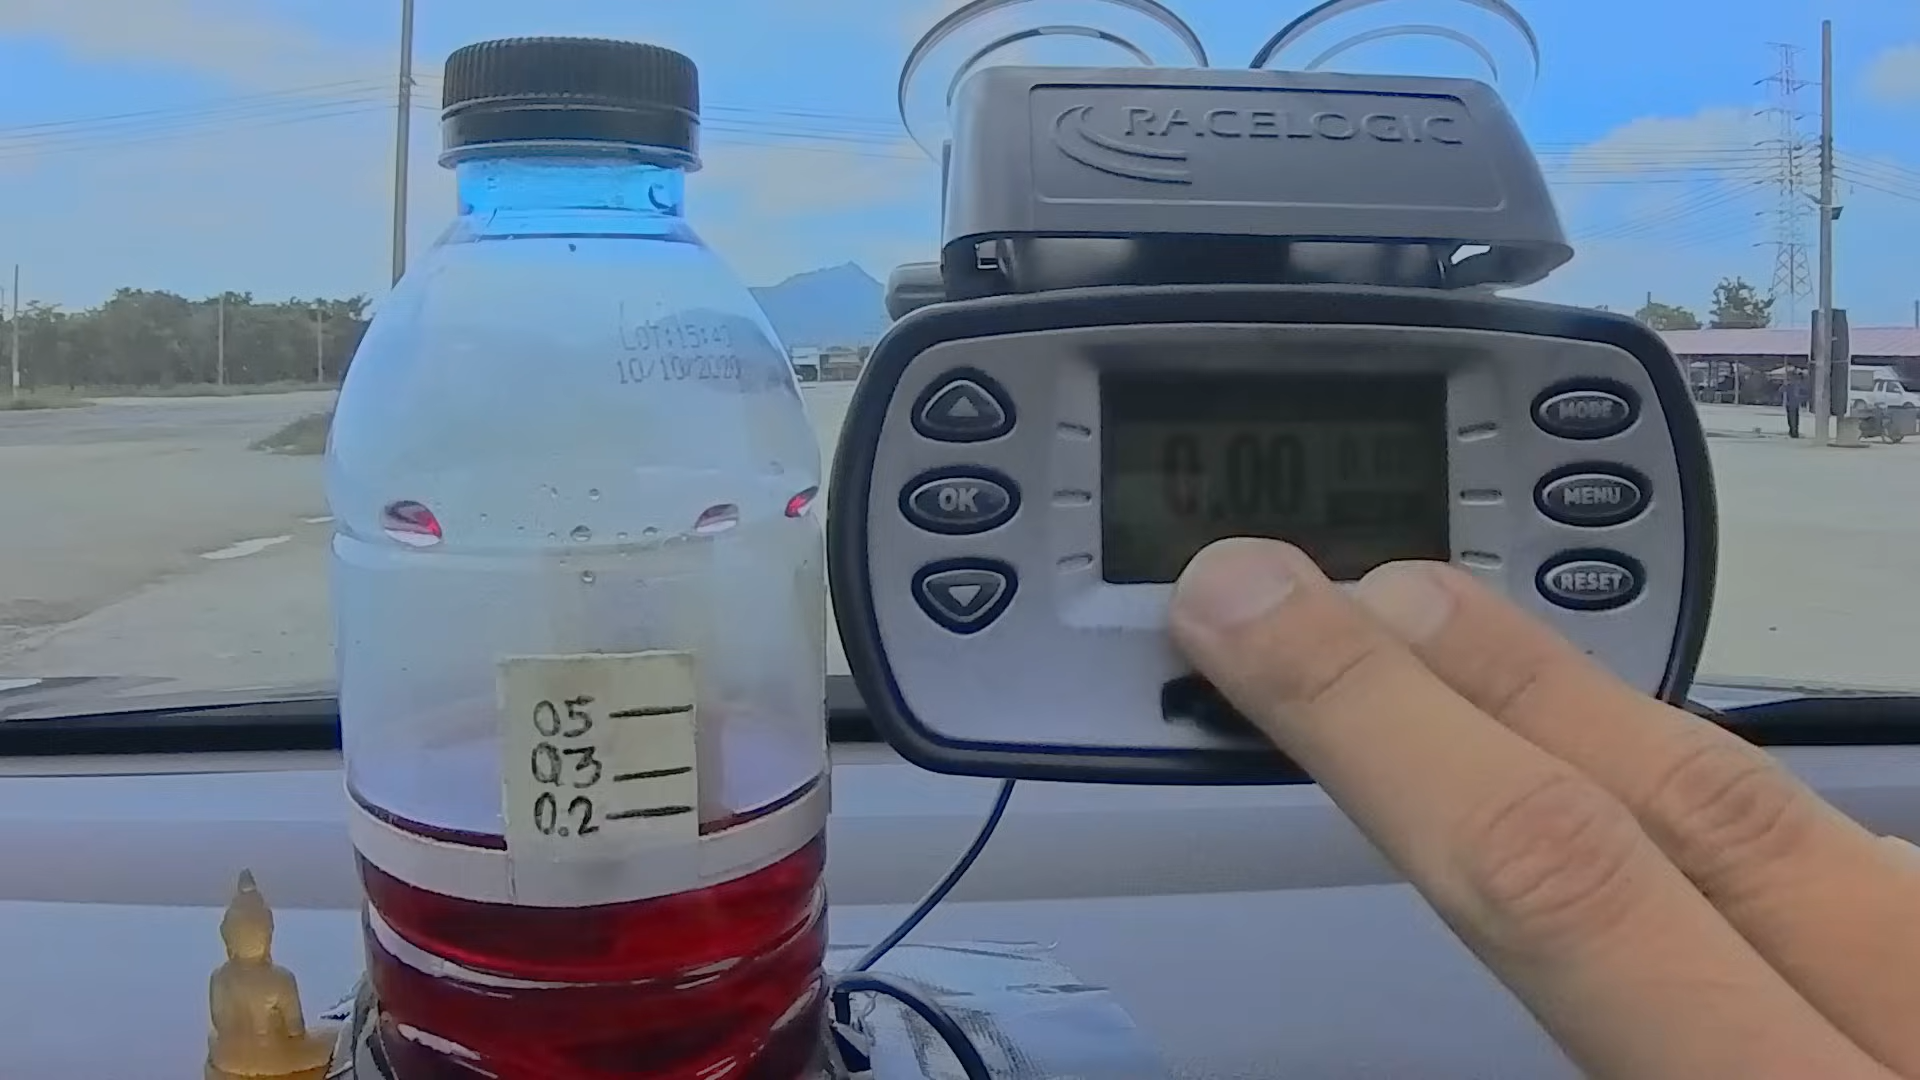 RACELOGIC
LOT:15:41
10/10/2020
MODE
OK
MENU
RESET
0.00
0.5
0.3
0.2